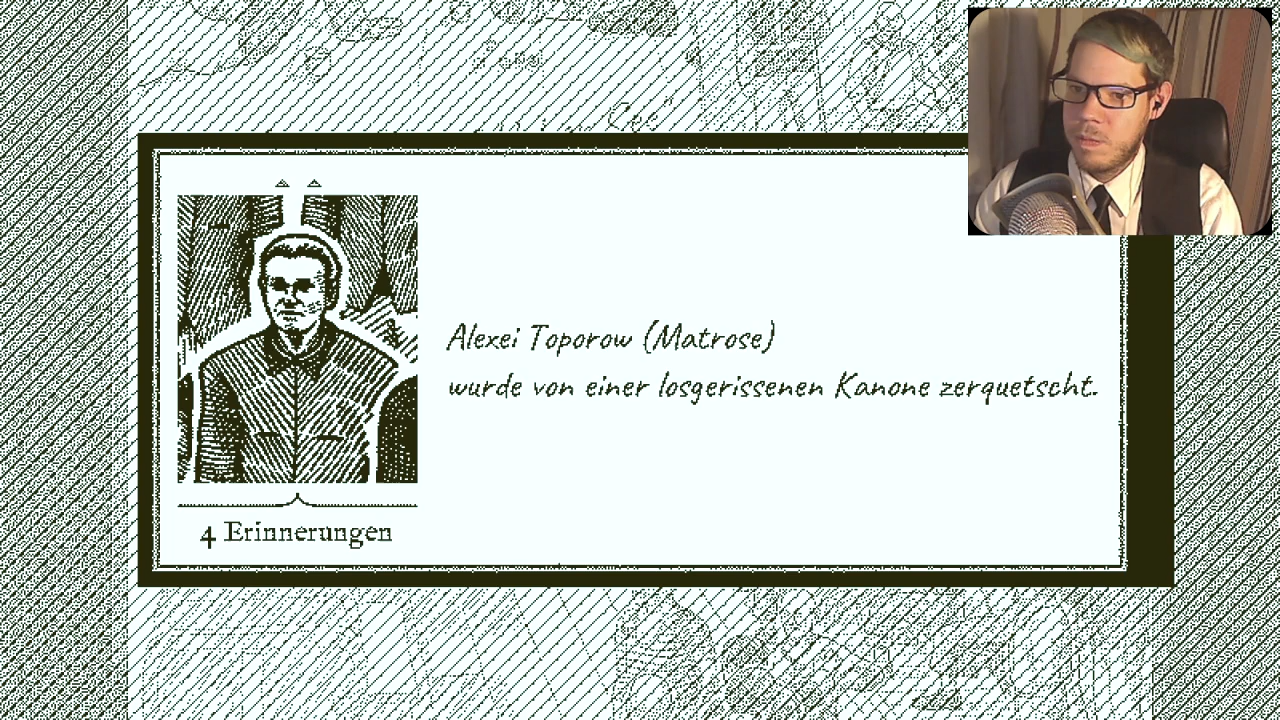 Alexei Toporow (Matrose)
wurde von einer losgerissenen Kanone zerquetscht.
4 Erinnerungen